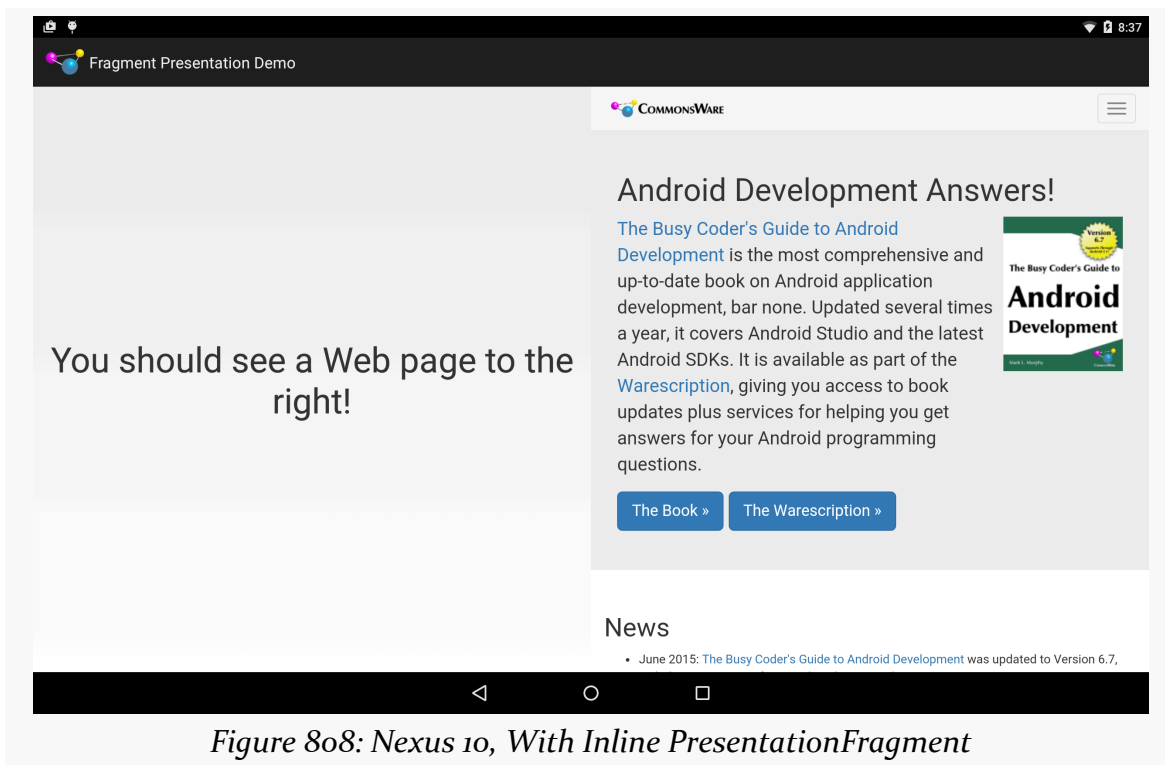 8:37
Fragment Presentation Demo
You should see a Web page to the
right!
COMMONSWARE
Android Development Answers!
The Busy Coder's Guide to Android
Development is the most comprehensive and
up-to-date book on Android application
development, bar none. Updated several times
a year, it covers Android Studio and the latest
Android SDKs. It is available as part of the
Warescription, giving you access to book
updates plus services for helping you get
answers for your Android programming
questions.
Version
6.7
The Busy Coder's Guide to
Android
Development
Mark L. Murphy
The Book »
The Warescription »
News
• June 2015: The Busy Coder's Guide to Android Development was updated to Version 6.7,
Figure 808: Nexus 10, With Inline PresentationFragment